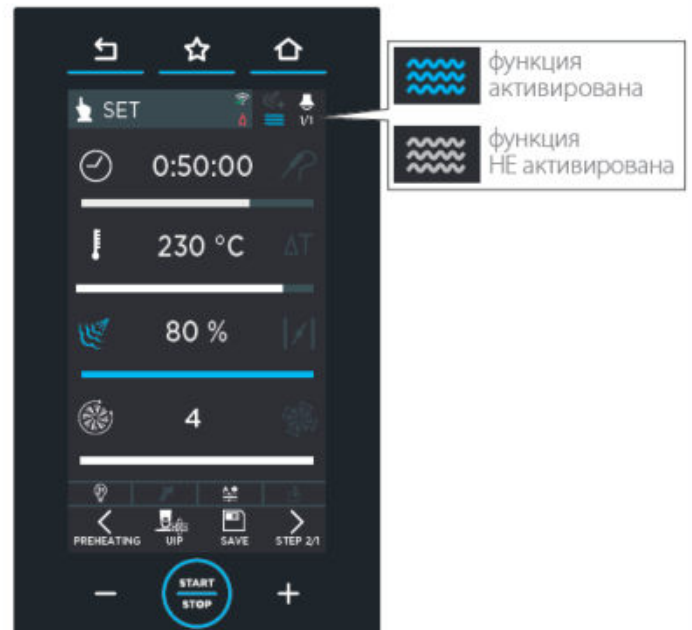 SET
1/1
функция
активирована
функция
НЕ активирована
0:50:00
230 °C
ΔT
80 %
4
PREHEATING
UIP
SAVE
STEP 2/1
START
STOP